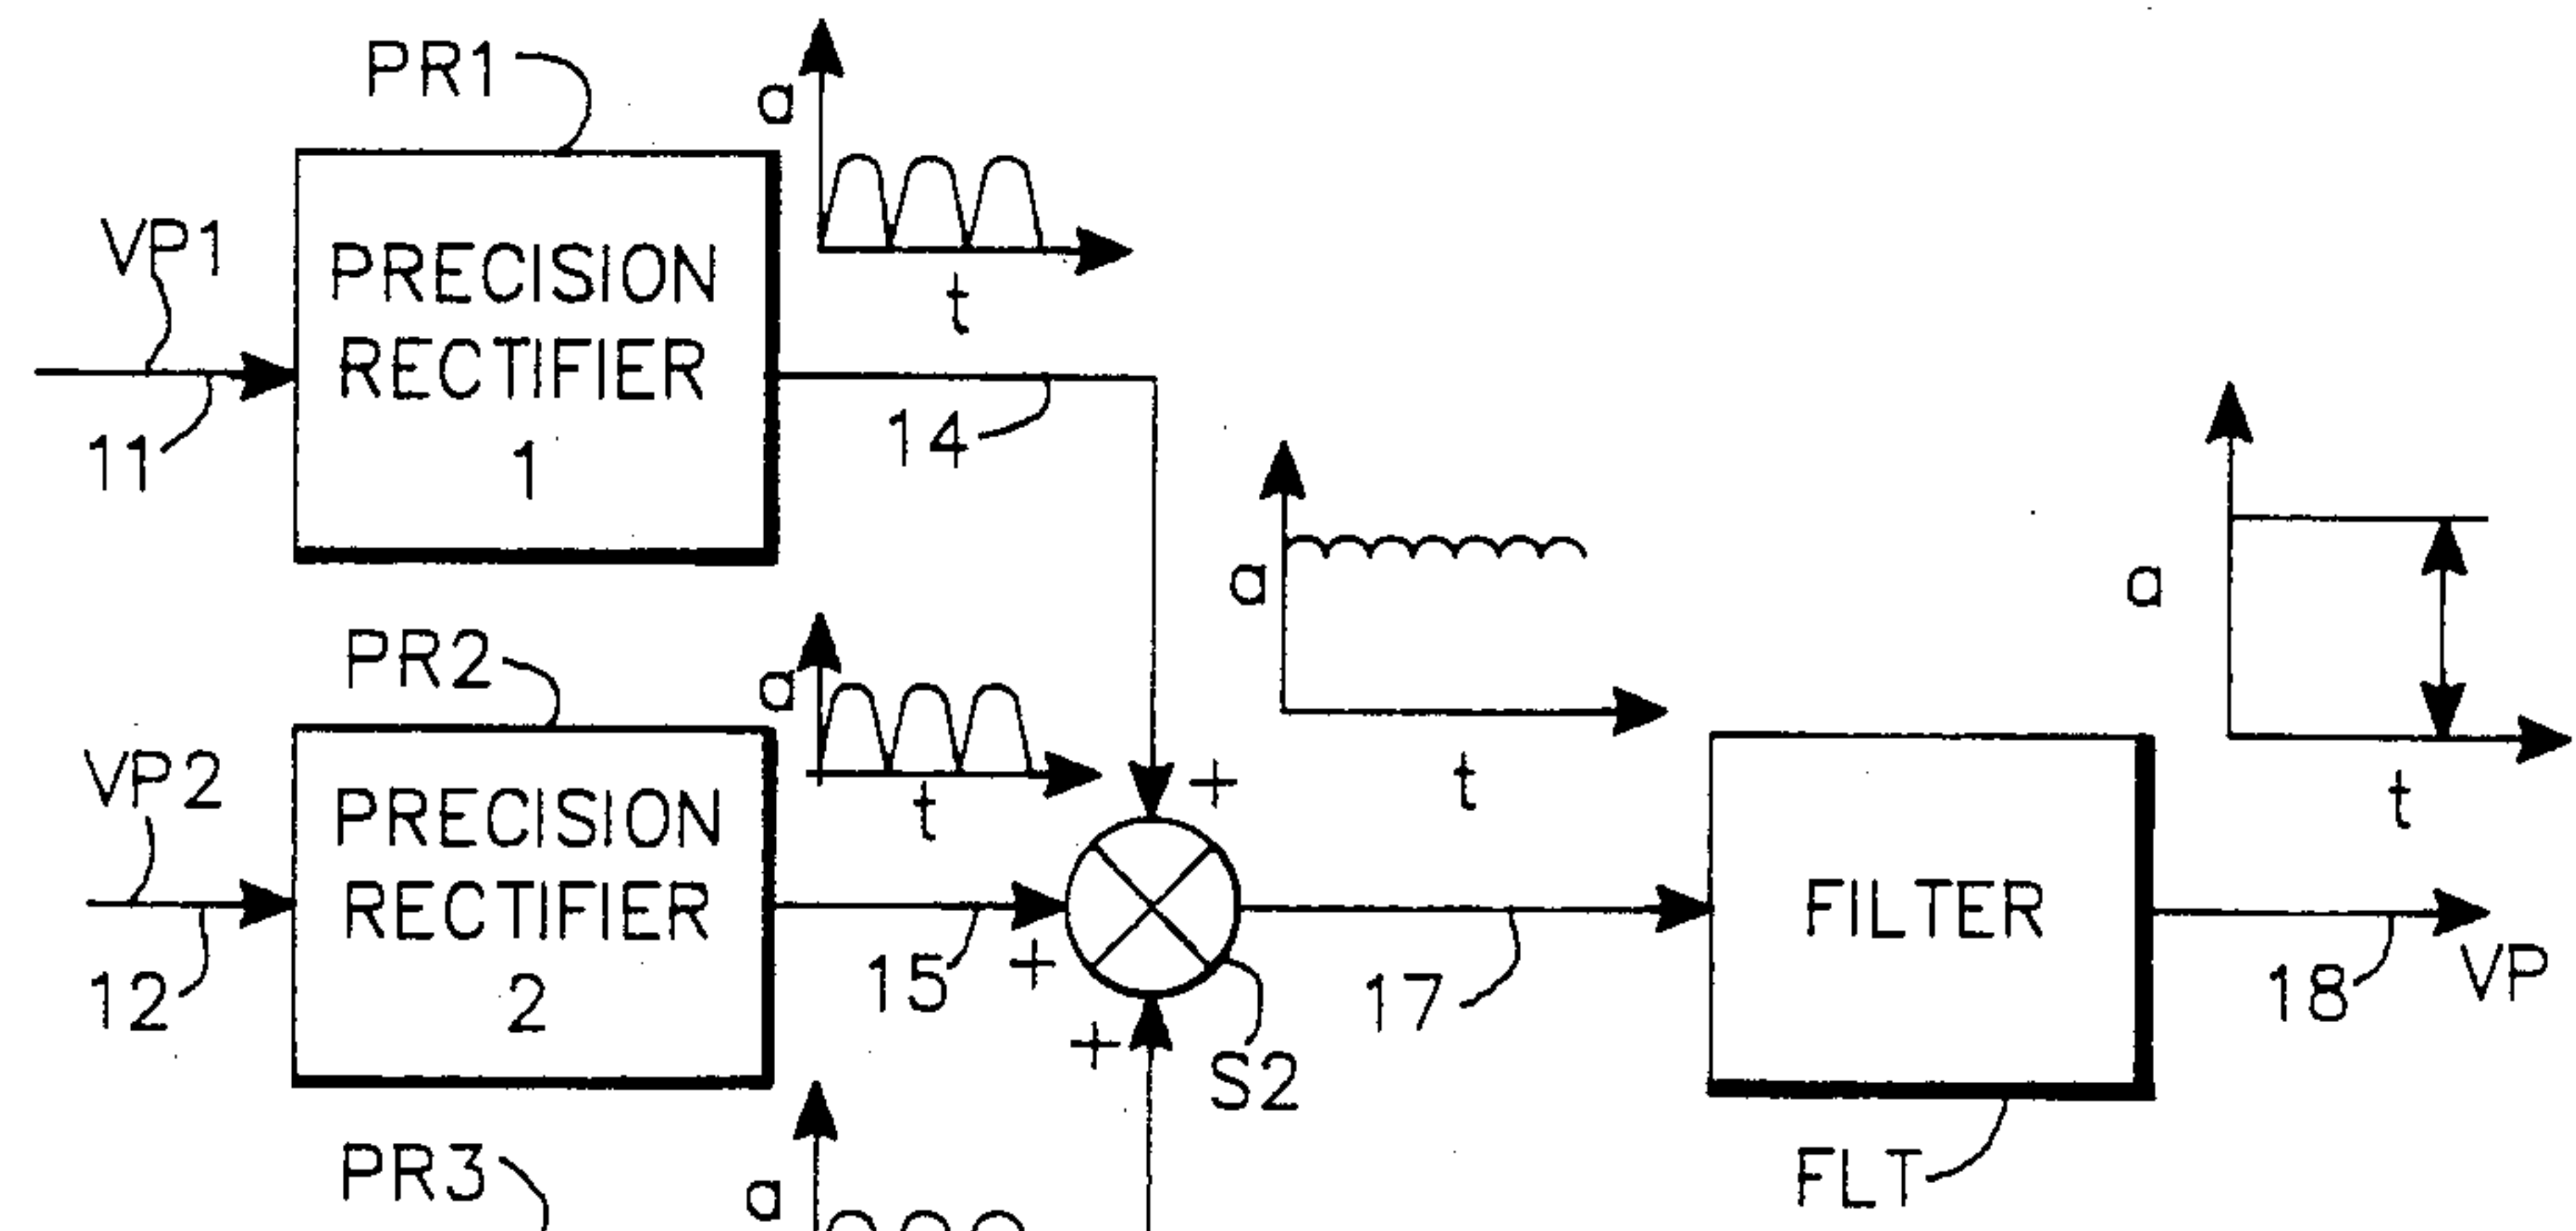 PR1
a
VP1
PRECISION
RECTIFIER
1
t
11
14
a
a
PR2
a
t
VP2
PRECISION
RECTIFIER
2
t
+
t
FILTER
12
15
+
17
18
VP
+
S2
PR3
a
FLT